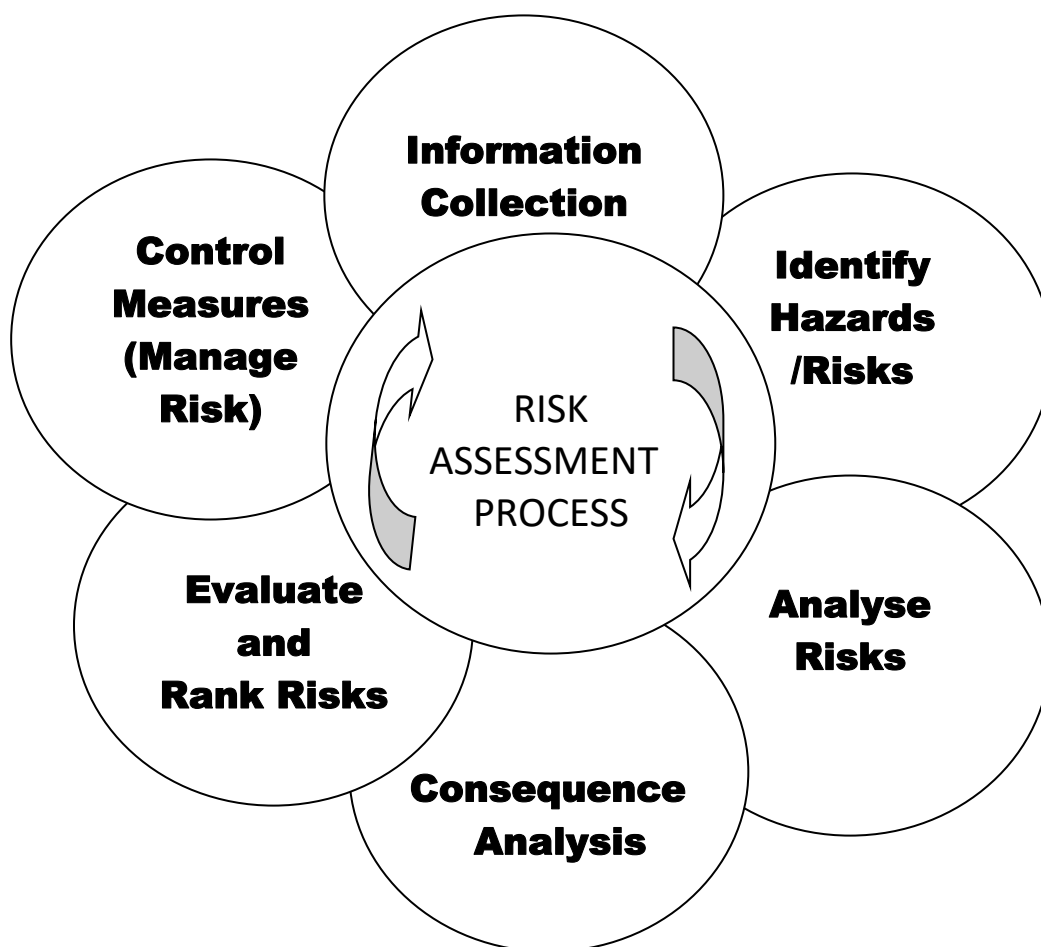 Information
Collection
Identify
Hazards
/Risks
Analyse
Risks
Consequence
Analysis
Evaluate
and
Rank Risks
Control
Measures
(Manage
Risk)
RISK
ASSESSMENT
PROCESS